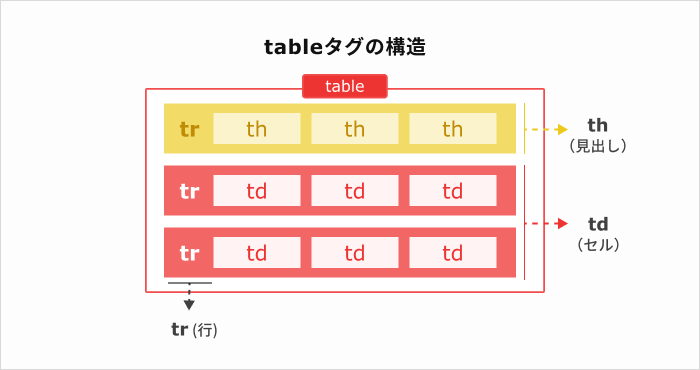 tableタグの構造
table
tr th th th
th
（見出し）
tr td td td
td
（セル）
tr td td td
tr (行)